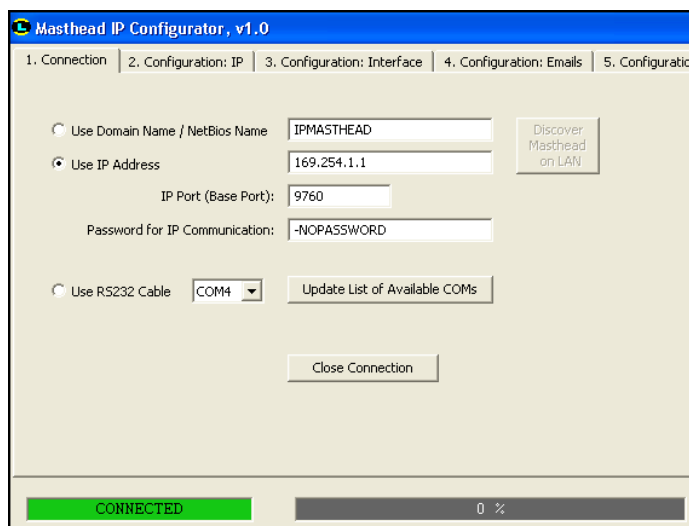 Masthead IP Configurator, v1.0
1. Connection 2. Configuration: IP 3. Configuration: Interface 4. Configuration: Emails 5. Configuratio
Use Domain Name / NetBios Name IPMASTHEAD Discover
Masthead
on LAN
Use IP Address 169.254.1.1
IP Port (Base Port): 9760
Password for IP Communication: -NOPASSWORD
Use RS232 Cable COM4 Update List of Available COMs
Close Connection
CONNECTED 0 %